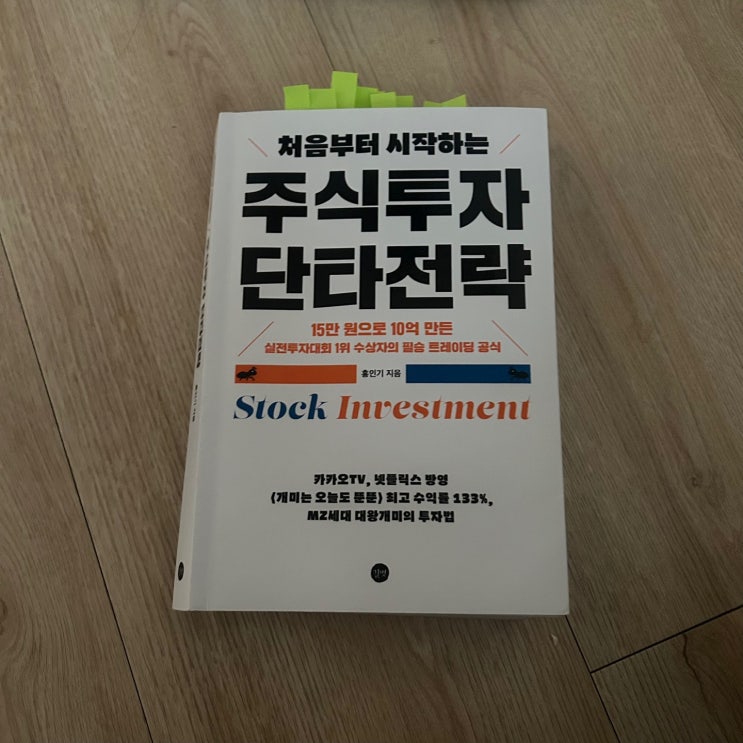 처음부터 시작하는
주식투자
단타전략
15만 원으로 10억 만든
실전투자대회 1위 수상자의 필승 트레이딩 공식
홍인기 지음
Stock Investment
카카오TV, 넷플릭스 방영
〈개미는 오늘도 뚠뚠〉 최고 수익률 133%,
MZ세대 대왕개미의 투자법
길벗